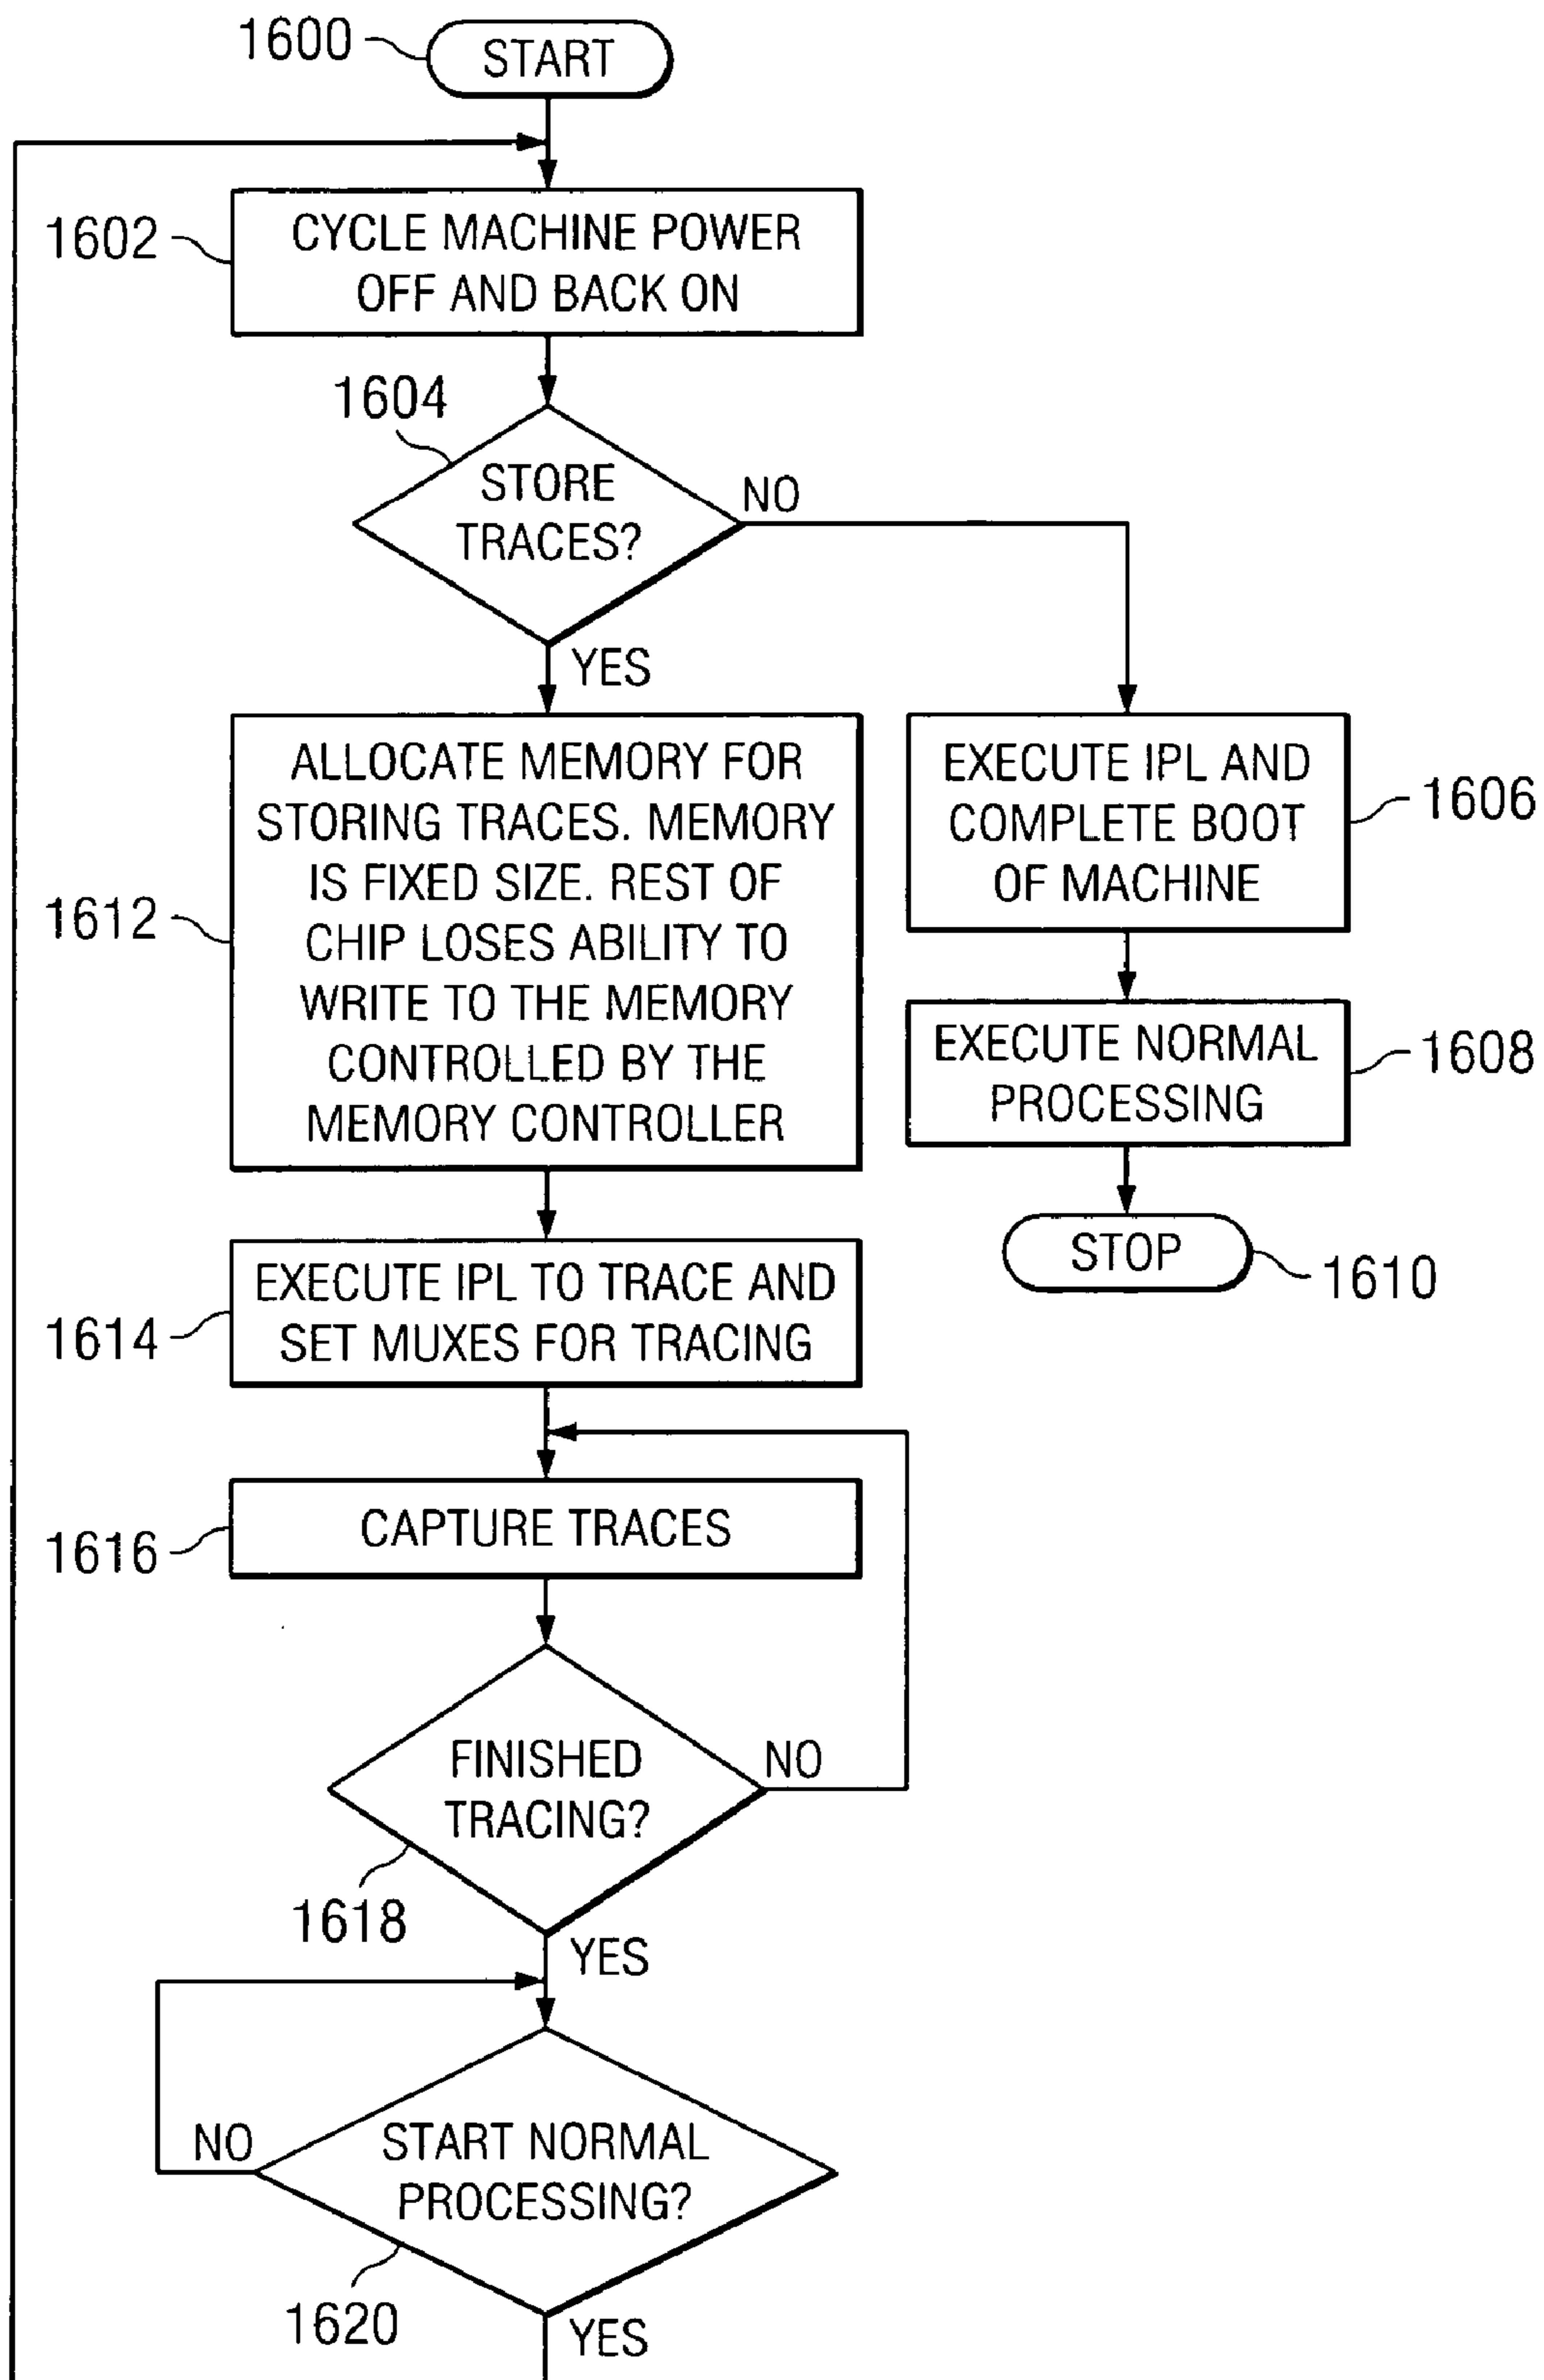 1600
START
1602
CYCLE MACHINE POWER
OFF AND BACK ON
1604
STORE
TRACES?
NO
YES
ALLOCATE MEMORY FOR
STORING TRACES. MEMORY
IS FIXED SIZE. REST OF
CHIP LOSES ABILITY TO
WRITE TO THE MEMORY
CONTROLLED BY THE
MEMORY CONTROLLER
1612
EXECUTE IPL AND
COMPLETE BOOT
OF MACHINE
1606
EXECUTE NORMAL
PROCESSING
1608
STOP
1610
EXECUTE IPL TO TRACE AND
SET MUXES FOR TRACING
1614
CAPTURE TRACES
1616
FINISHED
TRACING?
NO
1618
YES
NO
START NORMAL
PROCESSING?
1620
YES